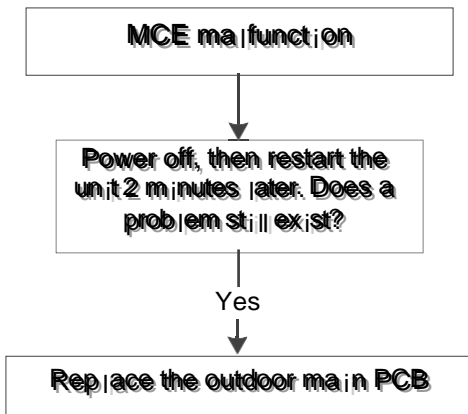 MCE malfunction
Power off, then restart the
unit 2 minutes later. Does a
problem still exist?
Yes
Replace the outdoor main PCB